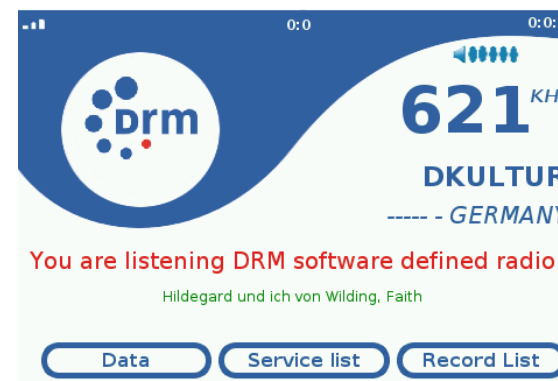 0:0
0:0:
Drm
621 KH
DKULTUR
----- - GERMANY
You are listening DRM software defined radio
Hildegard und ich von Wilding, Faith
Data
Service list
Record List